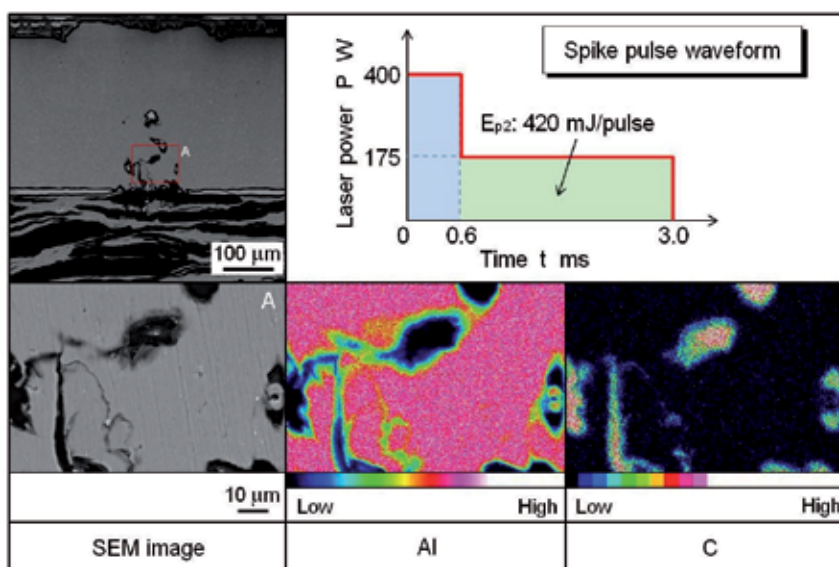 A
100 μm
Spike pulse waveform
Laser power P W
400
175
Ep2: 420 mJ/pulse
0
0.6
3.0
Time t ms
A
10 μm
Low High
Low High
SEM image
Al
C